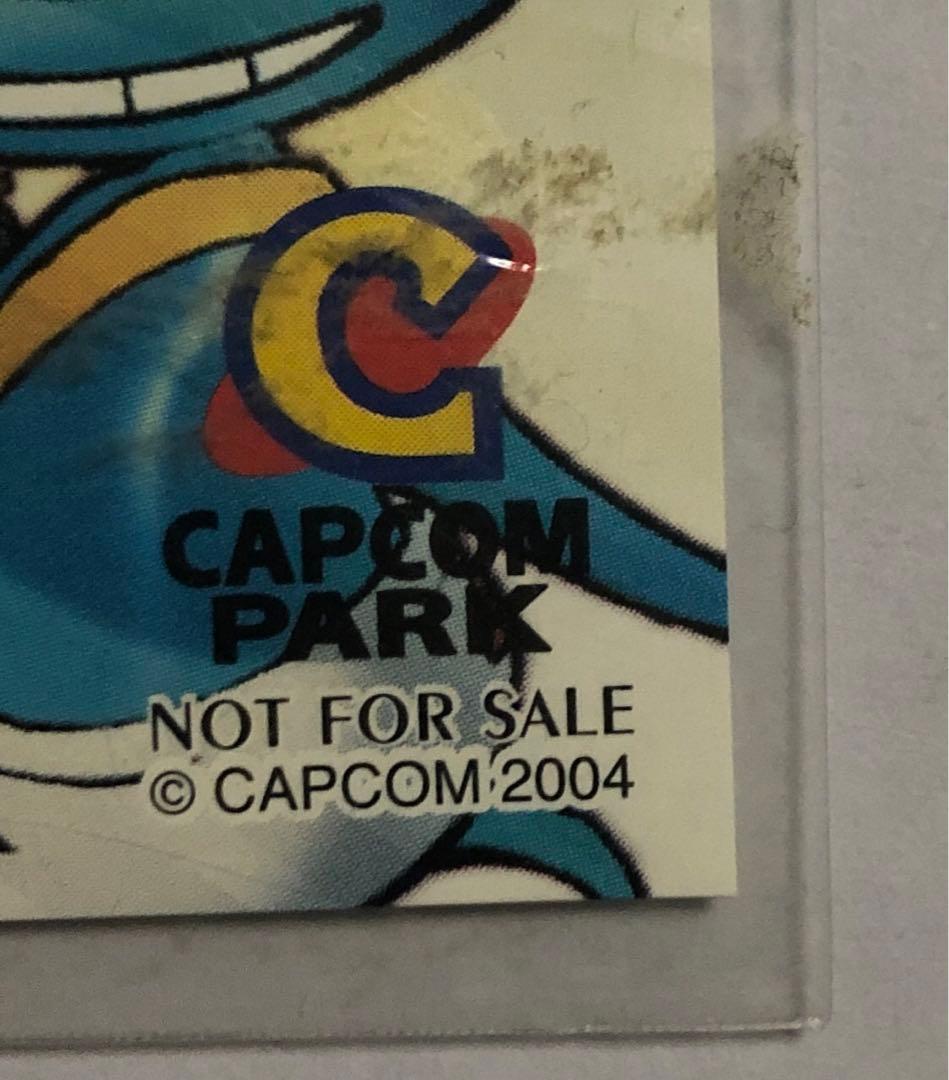 C
CAPCOM
PARK
NOT FOR SALE
© CAPCOM 2004